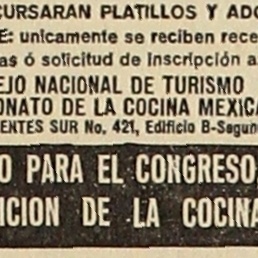 CURSARAN PLATILLOS Y ADO
E: unicamente se reciben rece
as ó solicitud de inscripción a
EJO NACIONAL DE TURISMO
ONATO DE LA COCINA MEXICA
ENTES SUR No. 421, Edificio B-Segun
O PARA EL CONGRESO
ICION DE LA COCINA